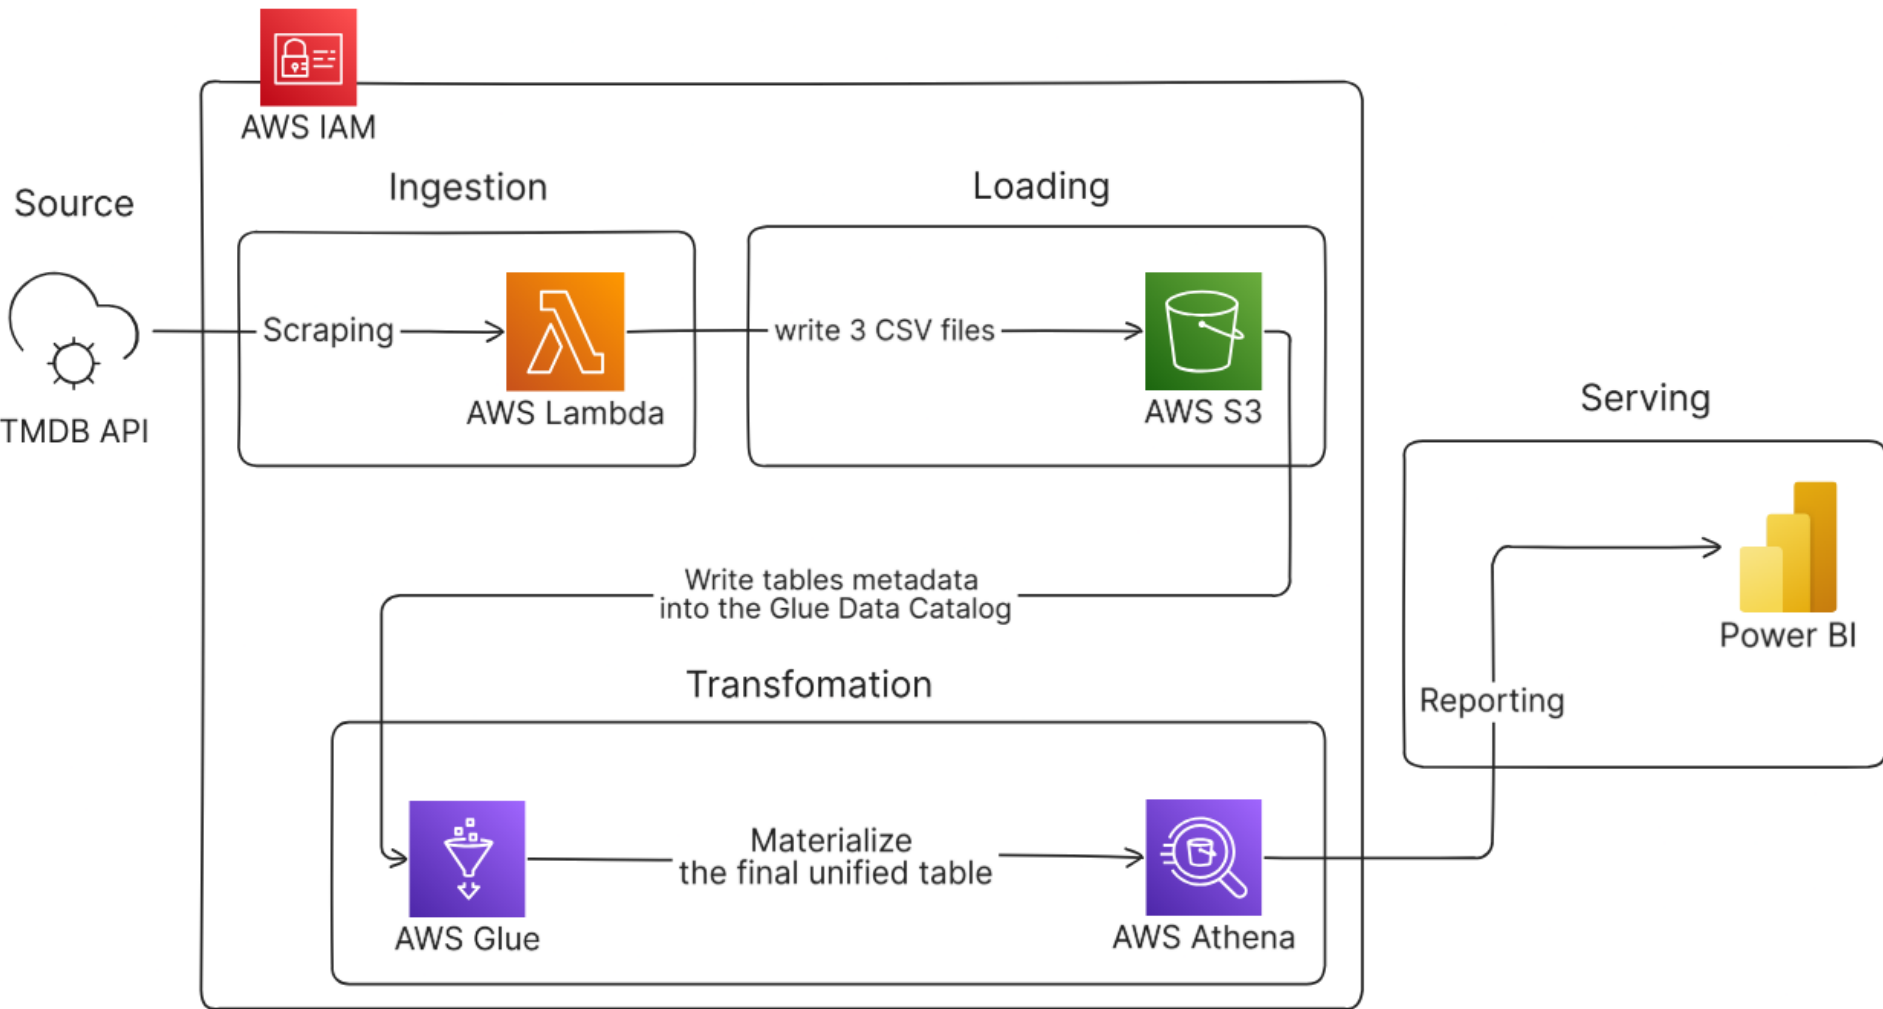 AWS IAM
Source
Ingestion
Loading
Scraping
write 3 CSV files
TMDB API
AWS Lambda
AWS S3
Serving
Write tables metadata
into the Glue Data Catalog
Power BI
Transfomation
Reporting
Materialize
the final unified table
AWS Glue
AWS Athena